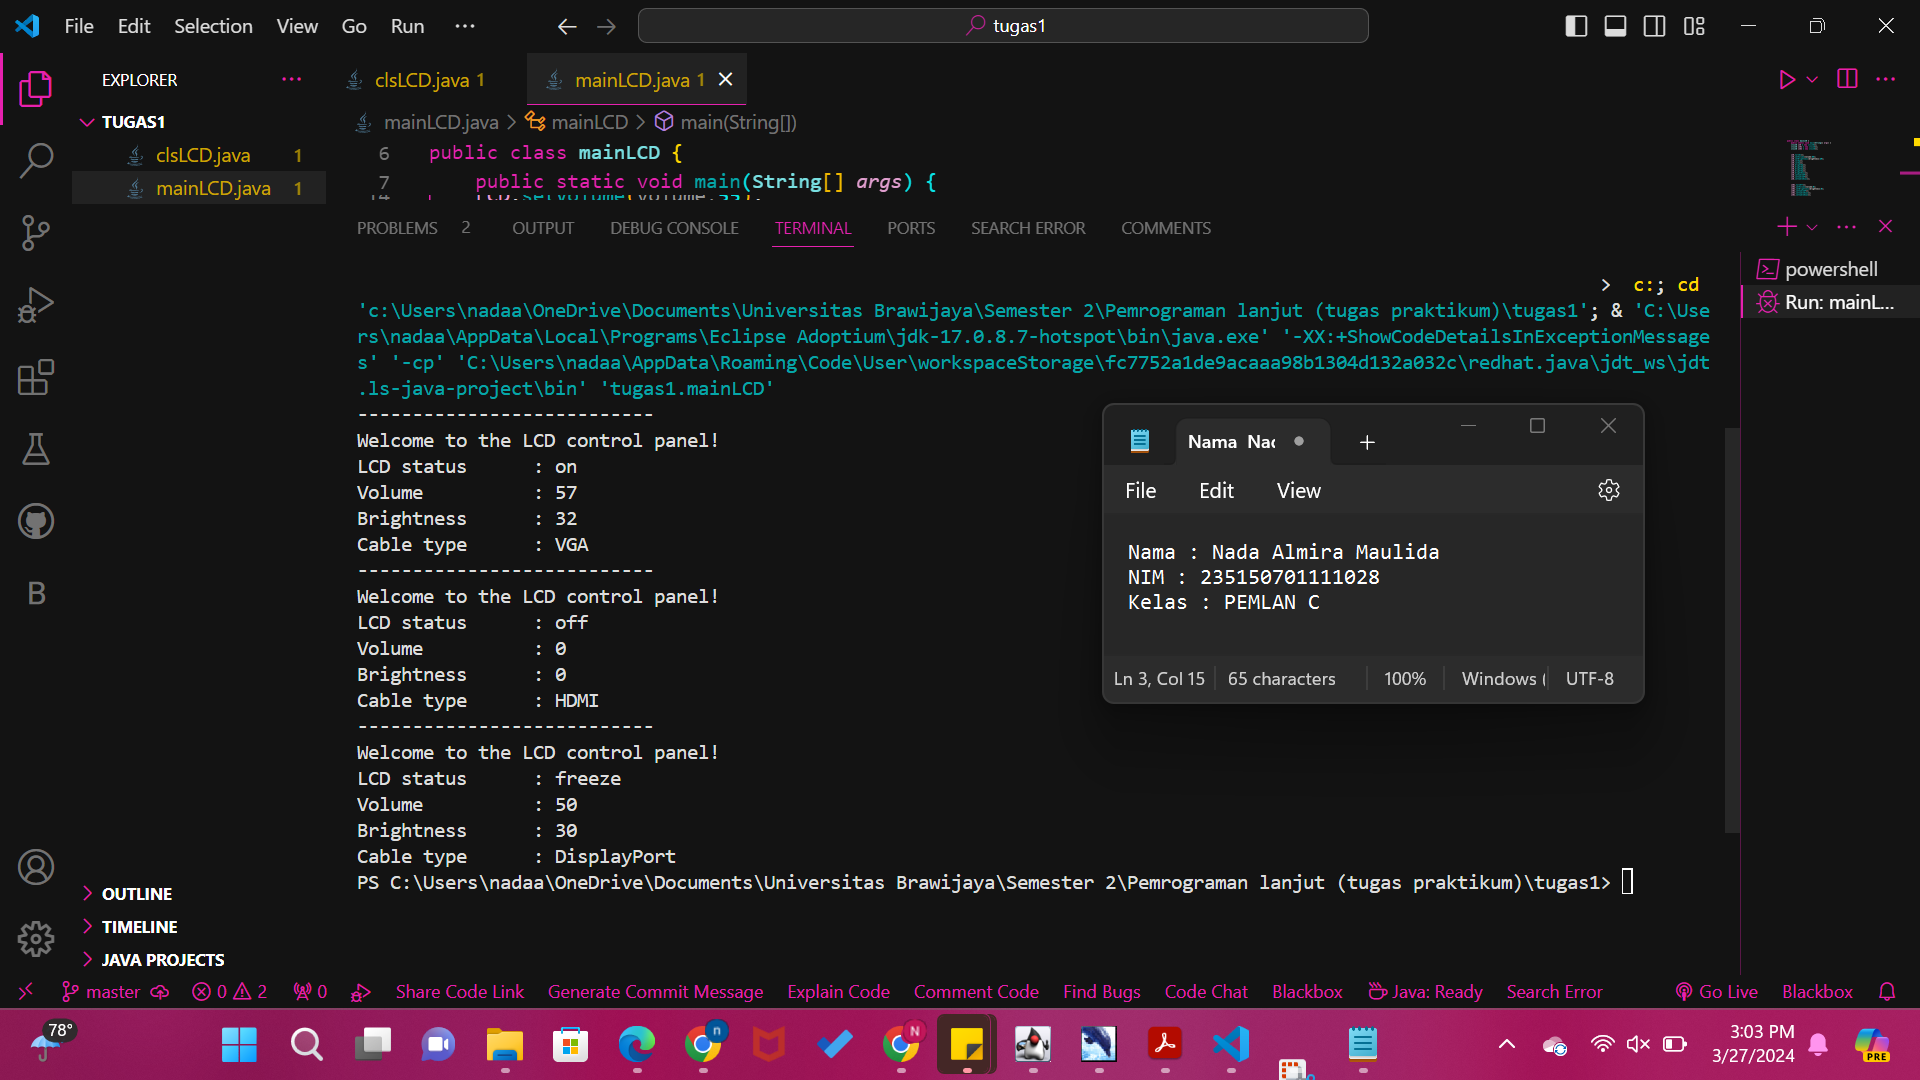 File Edit Selection View Go Run ···
tugas1
EXPLORER
TUGAS1
clsLCD.java 1
mainLCD.java 1
clsLCD.java 1
mainLCD.java 1
mainLCD.java > mainLCD > main(String[])
6 public class mainLCD {
7 public static void main(String[] args) {
14 lcd.setVolume(volume:55);
PROBLEMS 2 OUTPUT DEBUG CONSOLE TERMINAL PORTS SEARCH ERROR COMMENTS
powershell
Run: mainL...
> c:; cd
'c:\Users\nadaa\OneDrive\Documents\Universitas Brawijaya\Semester 2\Pemrograman lanjut (tugas praktikum)\tugas1'; & 'C:\Use
rs\nadaa\AppData\Local\Programs\Eclipse Adoptium\jdk-17.0.8.7-hotspot\bin\java.exe' '-XX:+ShowCodeDetailsInExceptionMessage
s' '-cp' 'C:\Users\nadaa\AppData\Roaming\Code\User\workspaceStorage\fc7752a1de9acaaa98b1304d132a032c\redhat.java\jdt_ws\jdt
.ls-java-project\bin' 'tugas1.mainLCD'
---------------------------
Welcome to the LCD control panel!
LCD status : on
Volume : 57
Brightness : 32
Cable type : VGA
---------------------------
Welcome to the LCD control panel!
LCD status : off
Volume : 0
Brightness : 0
Cable type : HDMI
---------------------------
Welcome to the LCD control panel!
LCD status : freeze
Volume : 50
Brightness : 30
Cable type : DisplayPort
PS C:\Users\nadaa\OneDrive\Documents\Universitas Brawijaya\Semester 2\Pemrograman lanjut (tugas praktikum)\tugas1>
Nama Nac
File Edit View
Nama : Nada Almira Maulida
NIM : 235150701111028
Kelas : PEMLAN C
Ln 3, Col 15 65 characters 100% Windows ( UTF-8
B
OUTLINE
TIMELINE
JAVA PROJECTS
master 0 2 0 Share Code Link Generate Commit Message Explain Code Comment Code Find Bugs Code Chat Blackbox Java: Ready Search Error Go Live Blackbox
78°
n
N
PRE
3:03 PM
3/27/2024